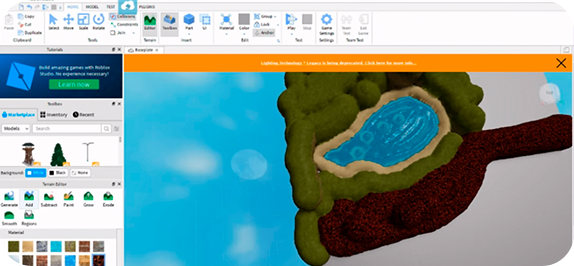 HOME
MODEL
PLUGINS
Paste
Copy
Cut
Duplicate
Select
Move
Scale
Rotate
Collisions
Constraints
Join
Editor
Toolbox
Part
UI
Material
Color
Group
Lock
Anchor
Play
Stop
Game
Settings
Team
Test
Exit
Game
Clipboard
Tools
Terrain
Insert
Edit
Test
Settings
Team Test
Tutorials
Baseplate
Build amazing games with Roblox
Studio. No experience necessary!
Learn now
Lighting.Technology "Legacy is being deprecated. Click here for more info...
Toolbox
Marketplace
Inventory
Recent
Models
Search
Background:
White
Black
None
Terrain Editor
Generate
Add
Subtract
Paint
Grow
Erode
Smooth
Regions
Material